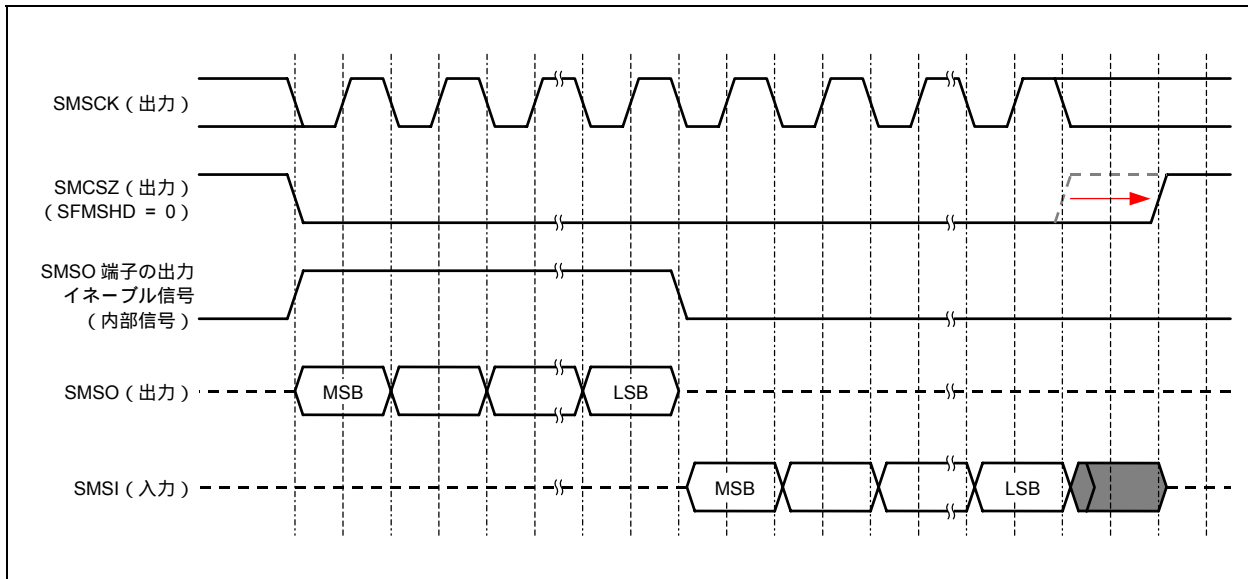 SMSCK（出力）
SMCSZ（出力）
（SFMSHD = 0）
SMSO 端子の出力
イネーブル信号
（内部信号）
SMSO（出力）
MSB
LSB
SMSI（入力）
MSB
LSB